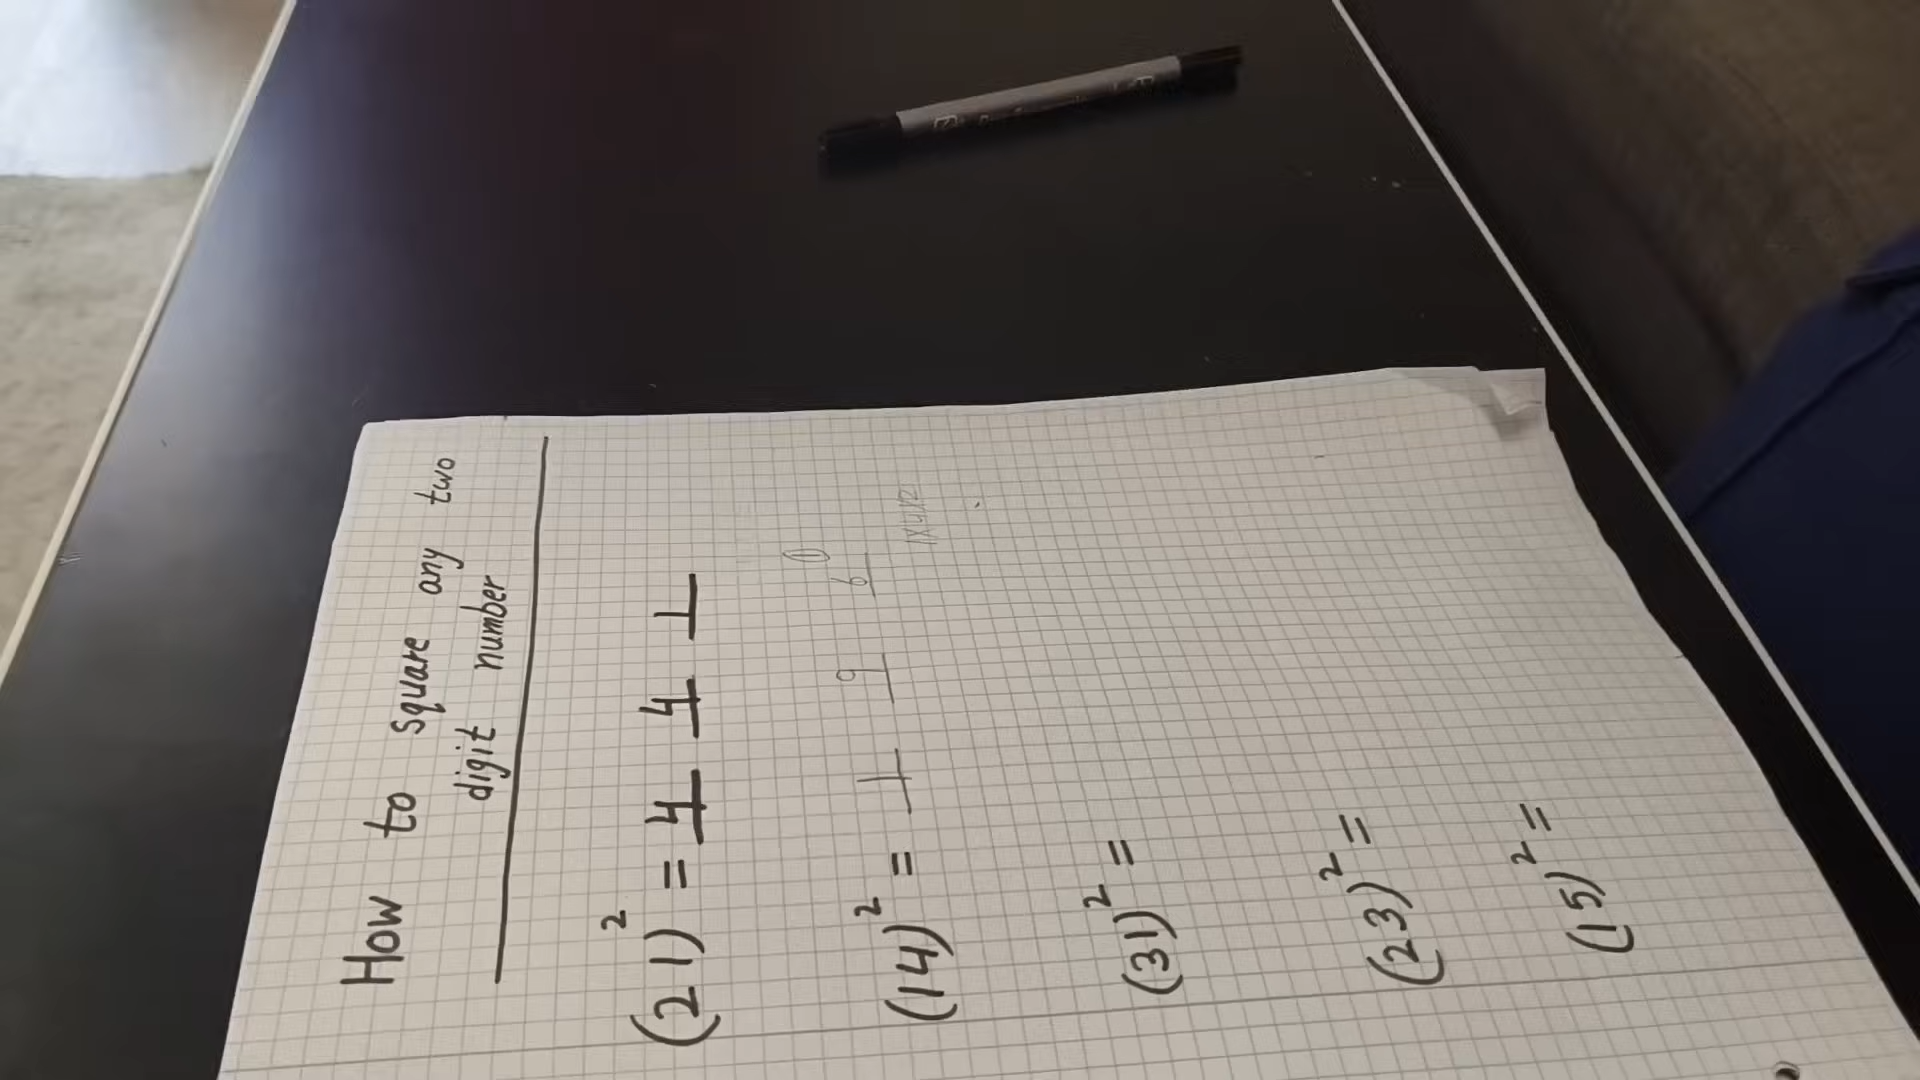 How to square any two
digit number
(21)² = 4 4 1
(14)² = 1 9 6 ①
1x4x2
(31)² =
(23)² =
(15)² =